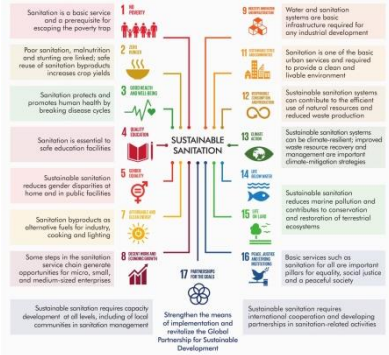 Sanitation is a basic service
and a prerequisite for
escaping the poverty trap
1 NO
POVERTY
Poor sanitation, malnutrition
and stunting are linked; safe
reuse of sanitation byproducts
increases crop yields
2 ZERO
HUNGER
Sanitation protects and
promotes human health by
breaking disease cycles
3 GOOD HEALTH
AND WELL-BEING
Sanitation is essential to
safe education facilities
4 QUALITY
EDUCATION
Sustainable sanitation
reduces gender disparities at
home and in public facilities
5 GENDER
EQUALITY
Sanitation byproducts as
alternative fuels for industry,
cooking and lighting
7 AFFORDABLE AND
CLEAN ENERGY
Some steps in the sanitation
service chain generate
opportunities for micro, small,
and medium-sized enterprises
8 DECENT WORK AND
ECONOMIC GROWTH
SUSTAINABLE
SANITATION
9 INDUSTRY, INNOVATION
AND INFRASTRUCTURE
Water and sanitation
systems are basic
infrastructure required for
any industrial development
11 SUSTAINABLE CITIES
AND COMMUNITIES
Sanitation is one of the basic
urban services and required
to provide a clean and
livable environment
12 RESPONSIBLE
CONSUMPTION
AND PRODUCTION
Sustainable sanitation systems
can contribute to the efficient
use of natural resources and
reduced waste production
13 CLIMATE
ACTION
Sustainable sanitation systems
can be climate-resilient; improved
waste resource recovery and
management are important
climate-mitigation strategies
14 LIFE
BELOW WATER
15 LIFE
ON LAND
Sustainable sanitation
reduces marine pollution and
contributes to conservation
and restoration of terrestrial
ecosystems
16 PEACE, JUSTICE
AND STRONG
INSTITUTIONS
Basic services such as
sanitation for all are important
pillars for equality, social justice
and a peaceful society
17 PARTNERSHIPS
FOR THE GOALS
Sustainable sanitation requires capacity
development at all levels, including of local
communities in sanitation management
Strengthen the means
of implementation and
revitalize the Global
Partnership for Sustainable
Development
Sustainable sanitation requires
international cooperation and developing
partnerships in sanitation-related activities